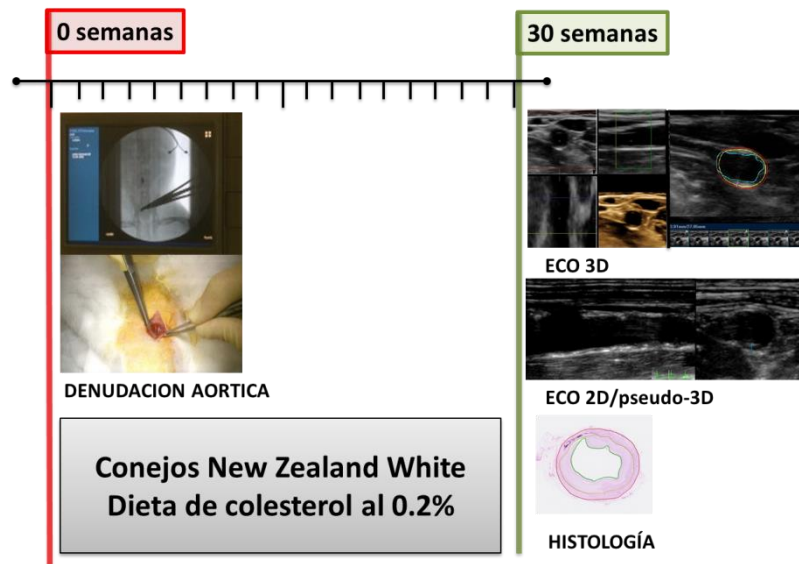 0 semanas
30 semanas
DENUDACION AORTICA
Conejos New Zealand White
Dieta de colesterol al 0.2%
ECO 3D
ECO 2D/pseudo-3D
HISTOLOGÍA